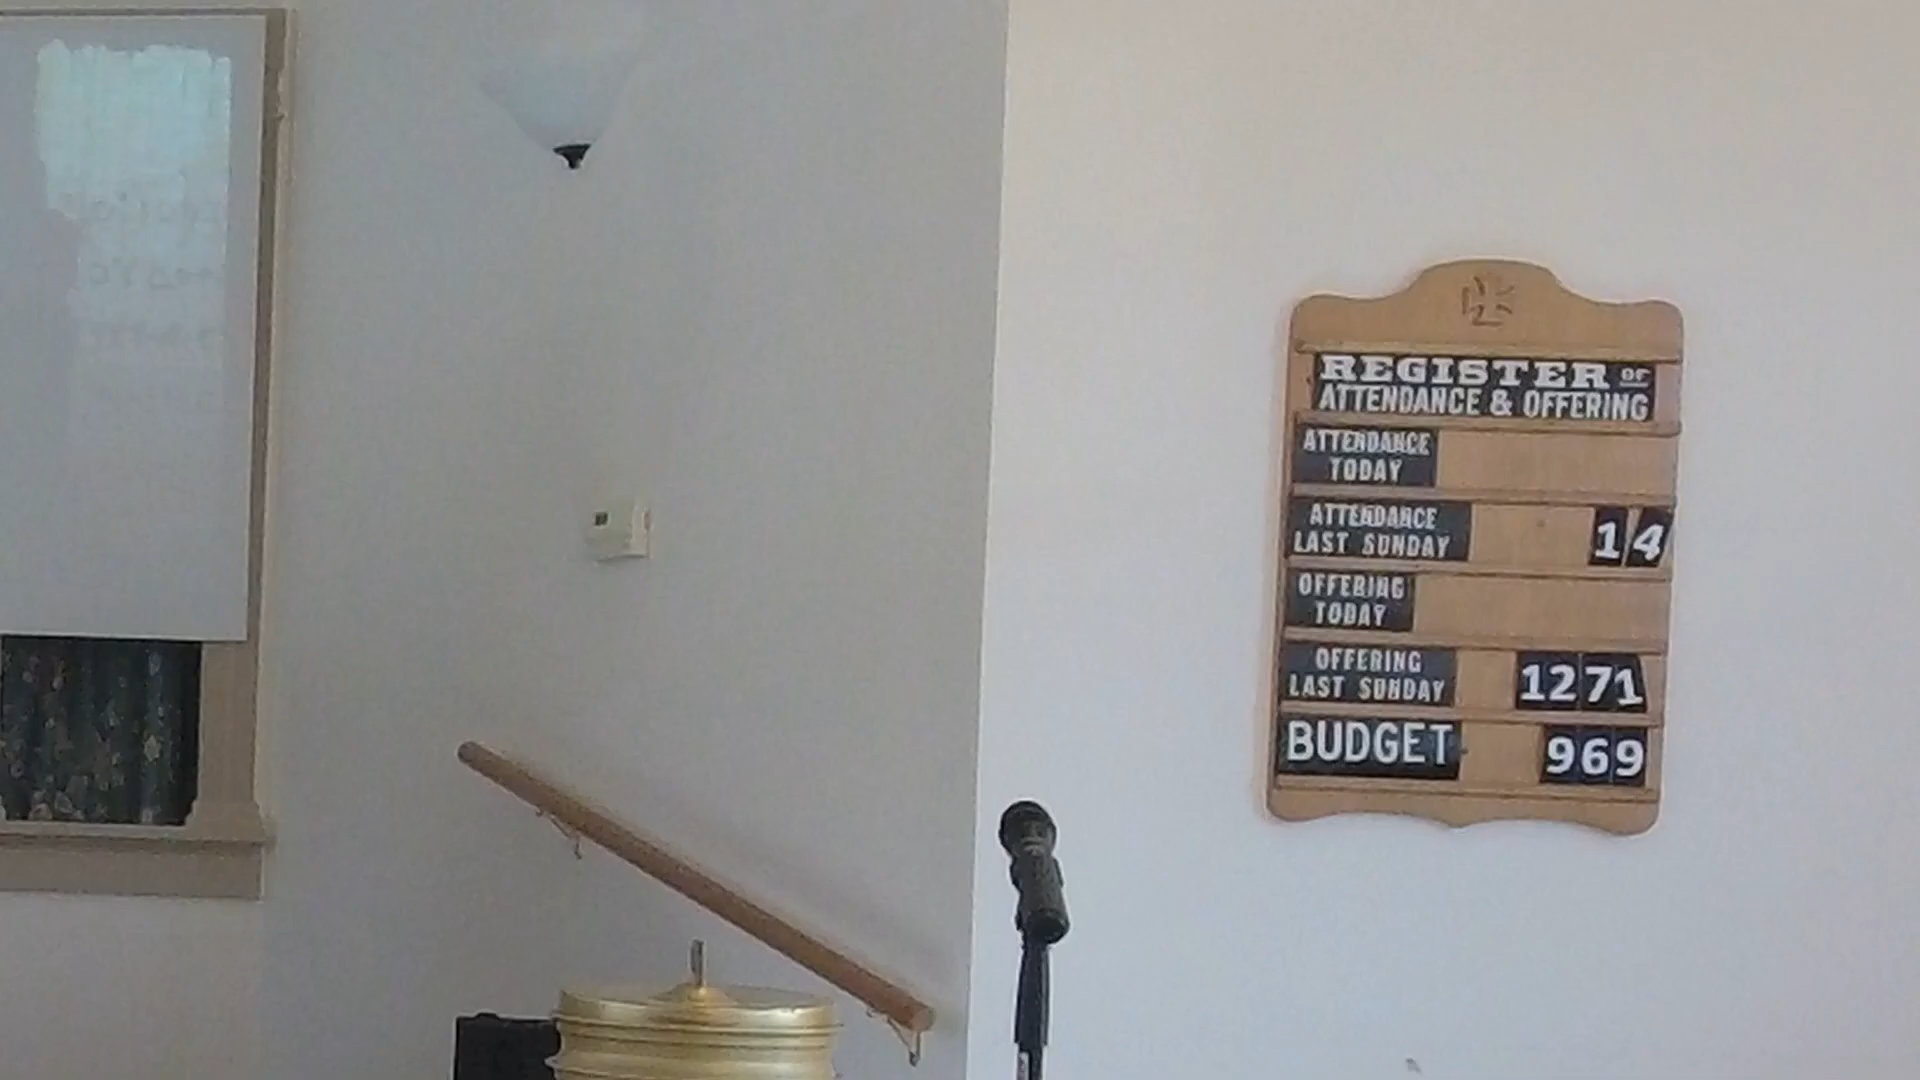 REGISTER OF
ATTENDANCE & OFFERING
ATTENDANCE
TODAY
ATTENDANCE
LAST SUNDAY 14
OFFERING
TODAY
OFFERING
LAST SUNDAY 1271
BUDGET 969